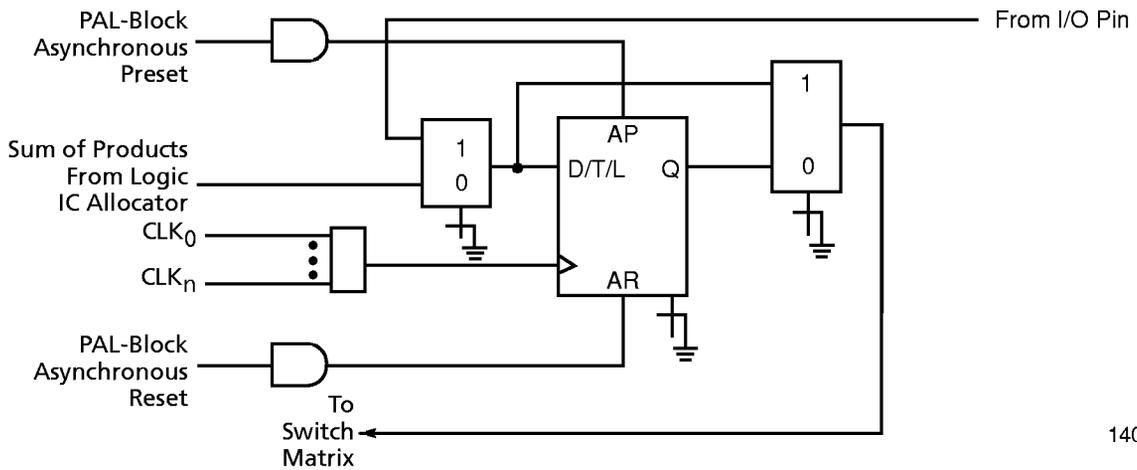 PAL-Block
Asynchronous
Preset
From I/O Pin
1
0
AP
D/T/L
Q
AR
1
0
Sum of Products
From Logic
IC Allocator
CLK0
CLKn
PAL-Block
Asynchronous
Reset
To
Switch
Matrix